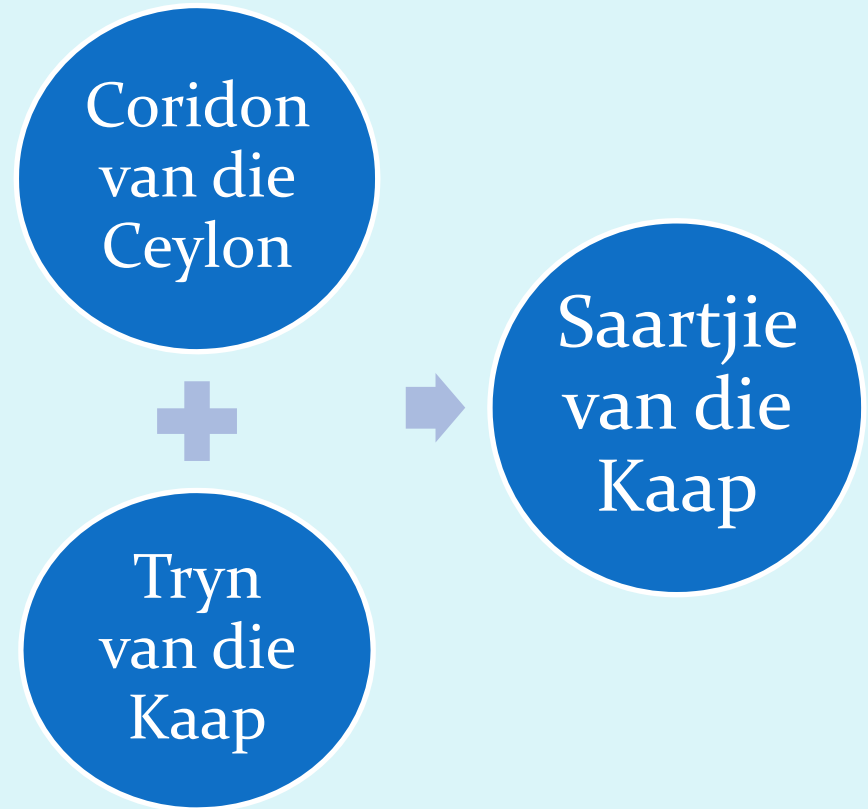 Coridon
van die
Ceylon
Tryn
van die
Kaap
Saartjie
van die
Kaap